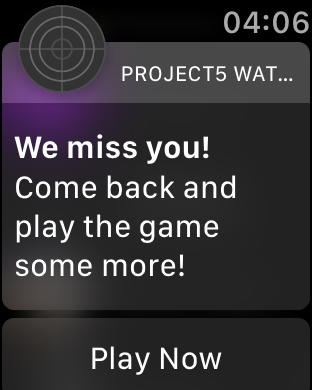 04:06
PROJECT5 WAT...
We miss you!
Come back and
play the game
some more!
Play Now